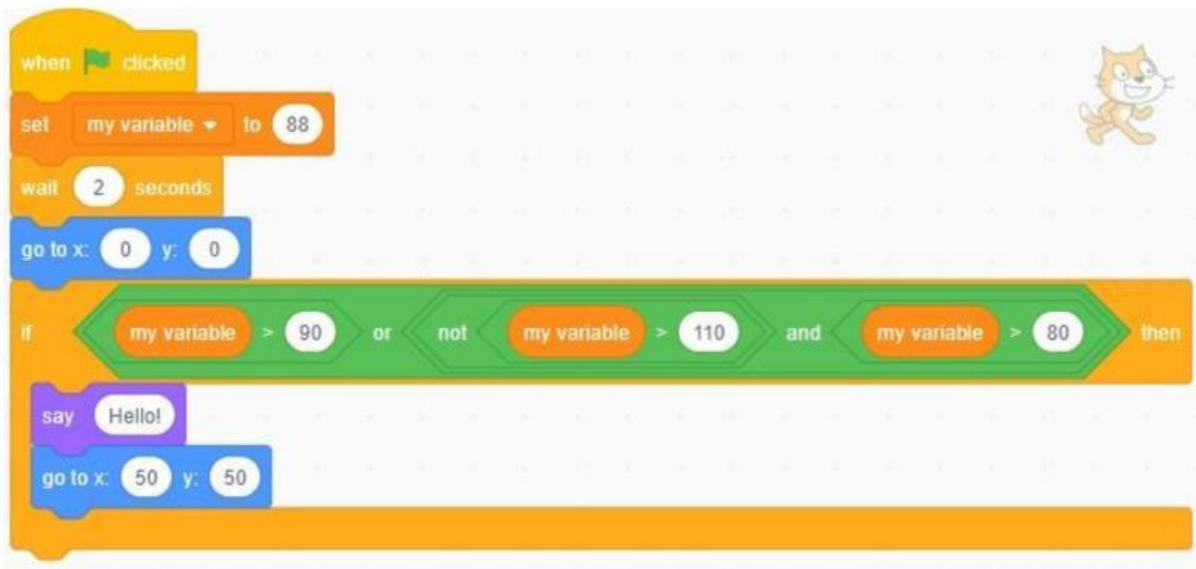 when clicked
set my variable to 88
wait 2 seconds
go to x: 0 y: 0
if my variable > 90 or not my variable > 110 and my variable > 80 then
say Hello!
go to x: 50 y: 50